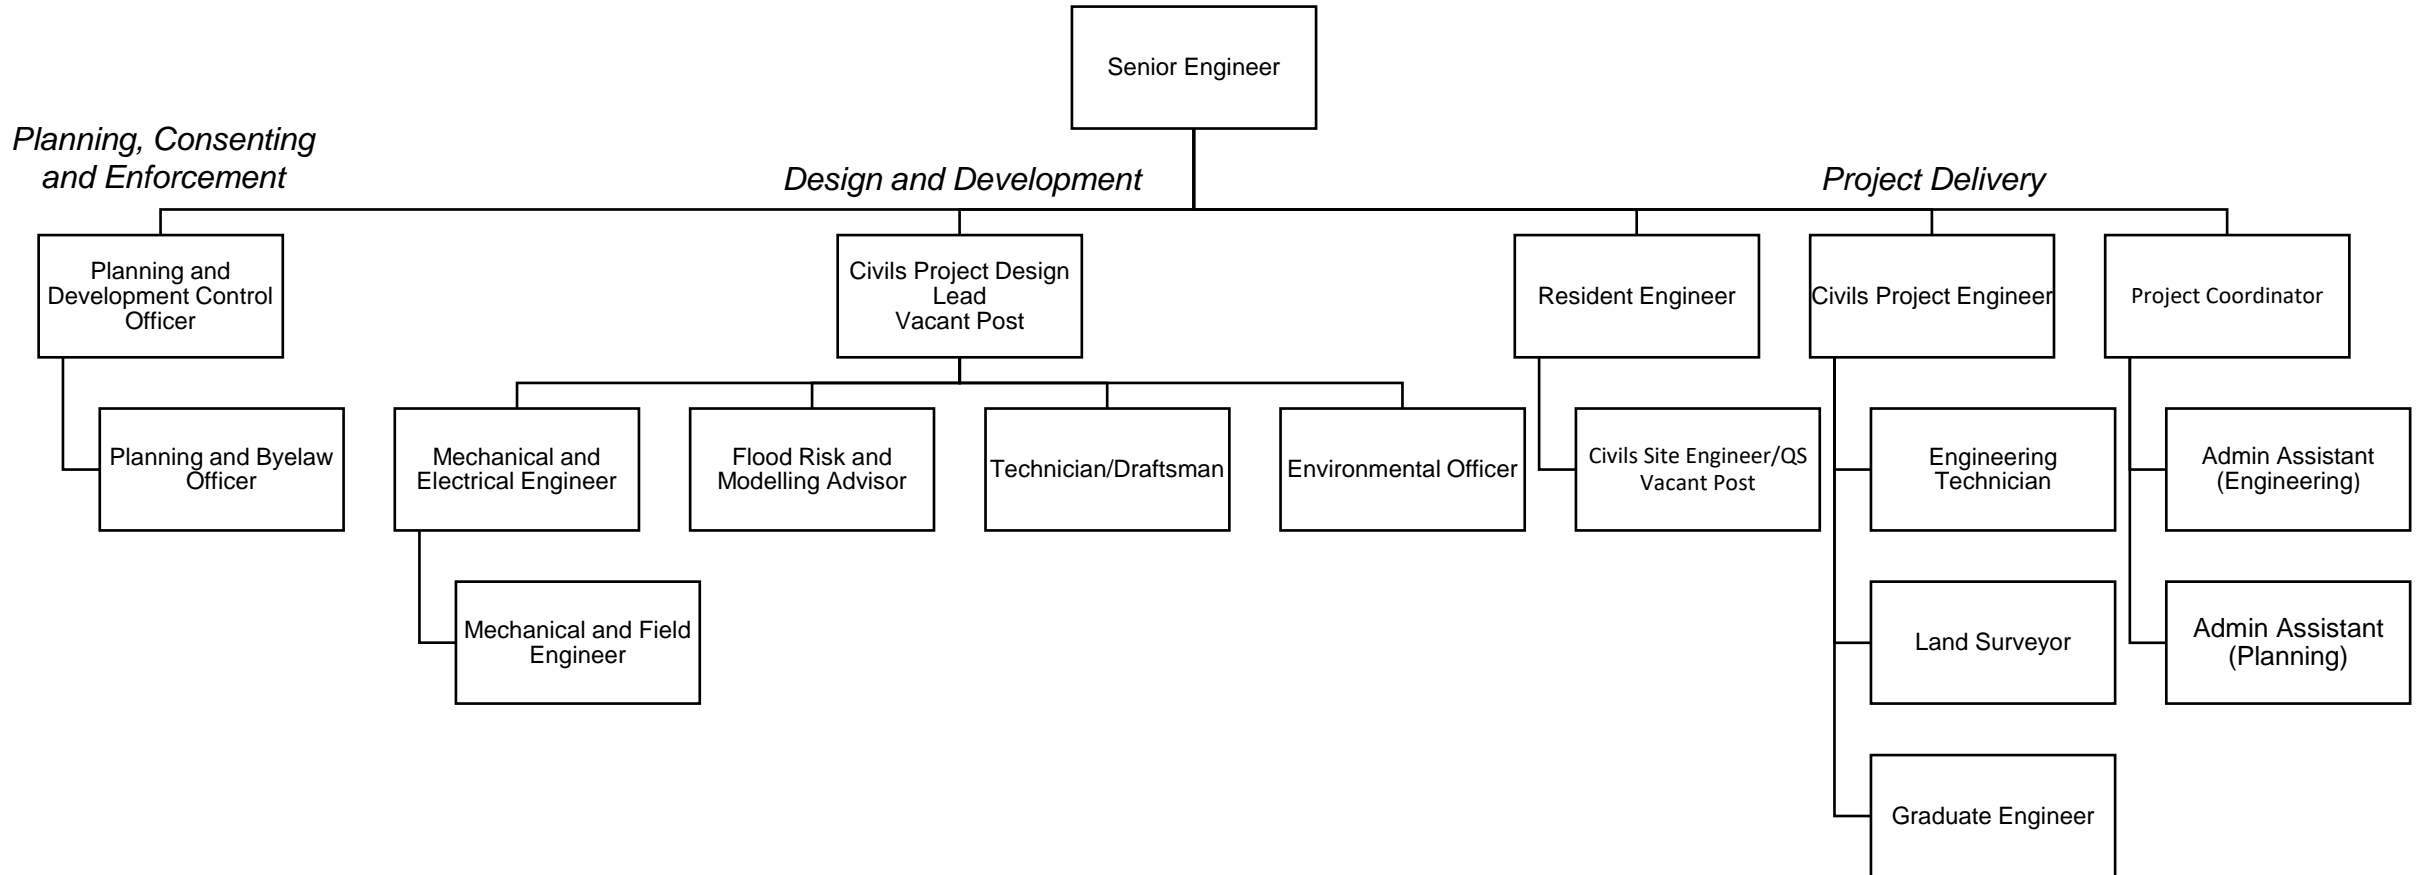 Senior Engineer
Planning, Consenting
and Enforcement
Design and Development
Project Delivery
Planning and
Development Control
Officer
Civils Project Design
Lead
Vacant Post
Resident Engineer
Civils Project Engineer
Project Coordinator
Planning and Byelaw
Officer
Mechanical and
Electrical Engineer
Flood Risk and
Modelling Advisor
Technician/Draftsman
Environmental Officer
Civils Site Engineer/QS
Vacant Post
Engineering
Technician
Admin Assistant
(Engineering)
Mechanical and Field
Engineer
Land Surveyor
Admin Assistant
(Planning)
Graduate Engineer